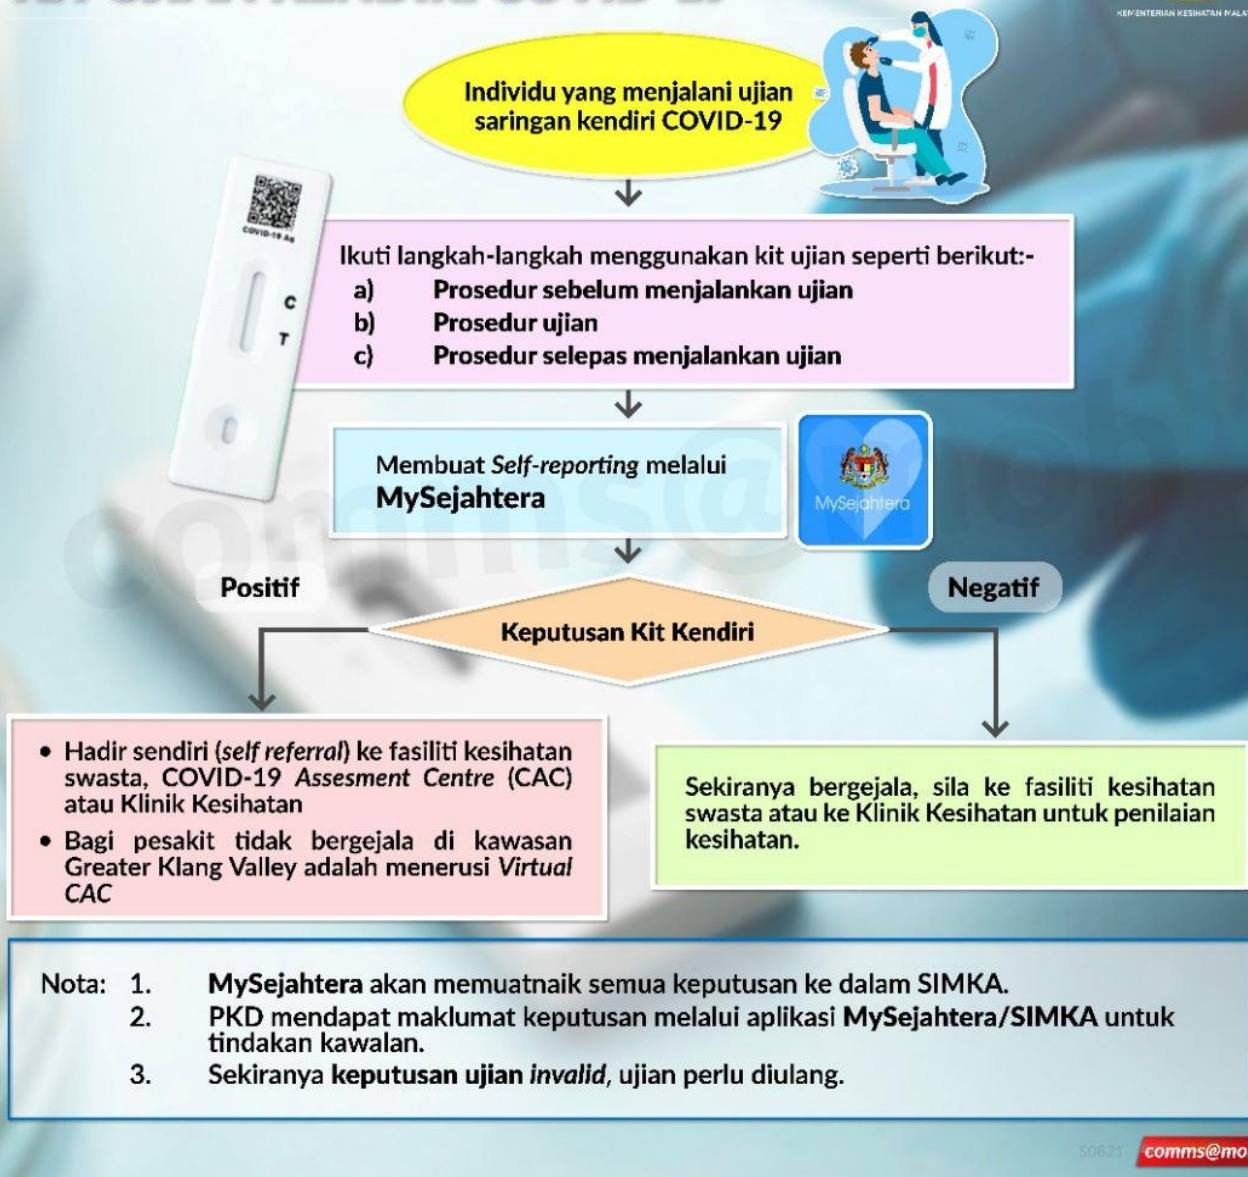 KEMENTERIAN KESIHATAN
Individu yang menjalani ujian
saringan kendiri COVID-19
COVID-19 Ag
C
T
Ikuti langkah-langkah menggunakan kit ujian seperti berikut:-
a) Prosedur sebelum menjalankan ujian
b) Prosedur ujian
c) Prosedur selepas menjalankan ujian
Membuat Self-reporting melalui
MySejahtera
MySejahtera
Positif
Negatif
Keputusan Kit Kendiri
• Hadir sendiri (self referral) ke fasiliti kesihatan
swasta, COVID-19 Assesment Centre (CAC)
atau Klinik Kesihatan
• Bagi pesakit tidak bergejala di kawasan
Greater Klang Valley adalah menerusi Virtual
CAC
Sekiranya bergejala, sila ke fasiliti kesihatan
swasta atau ke Klinik Kesihatan untuk penilaian
kesihatan.
Nota: 1. MySejahtera akan memuatnaik semua keputusan ke dalam SIMKA.
2. PKD mendapat maklumat keputusan melalui aplikasi MySejahtera/SIMKA untuk
tindakan kawalan.
3. Sekiranya keputusan ujian invalid, ujian perlu diulang.
50821
comms@mo